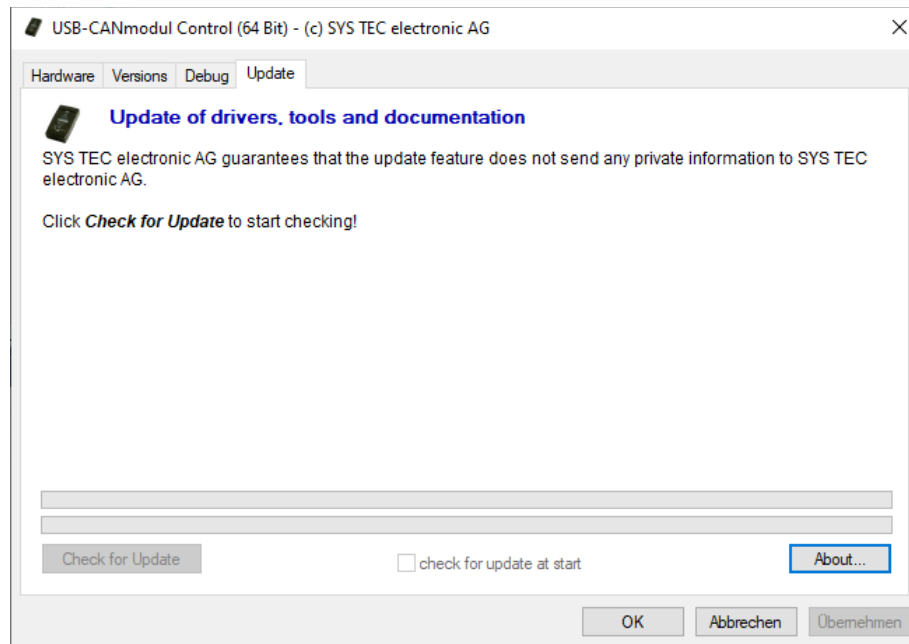 USB-CANmodul Control (64 Bit) - (c) SYS TEC electronic AG
Hardware Versions Debug Update
Update of drivers, tools and documentation
SYS TEC electronic AG guarantees that the update feature does not send any private information to SYS TEC
electronic AG.
Click Check for Update to start checking!
Check for Update check for update at start About...
OK Abbrechen Übernehmen